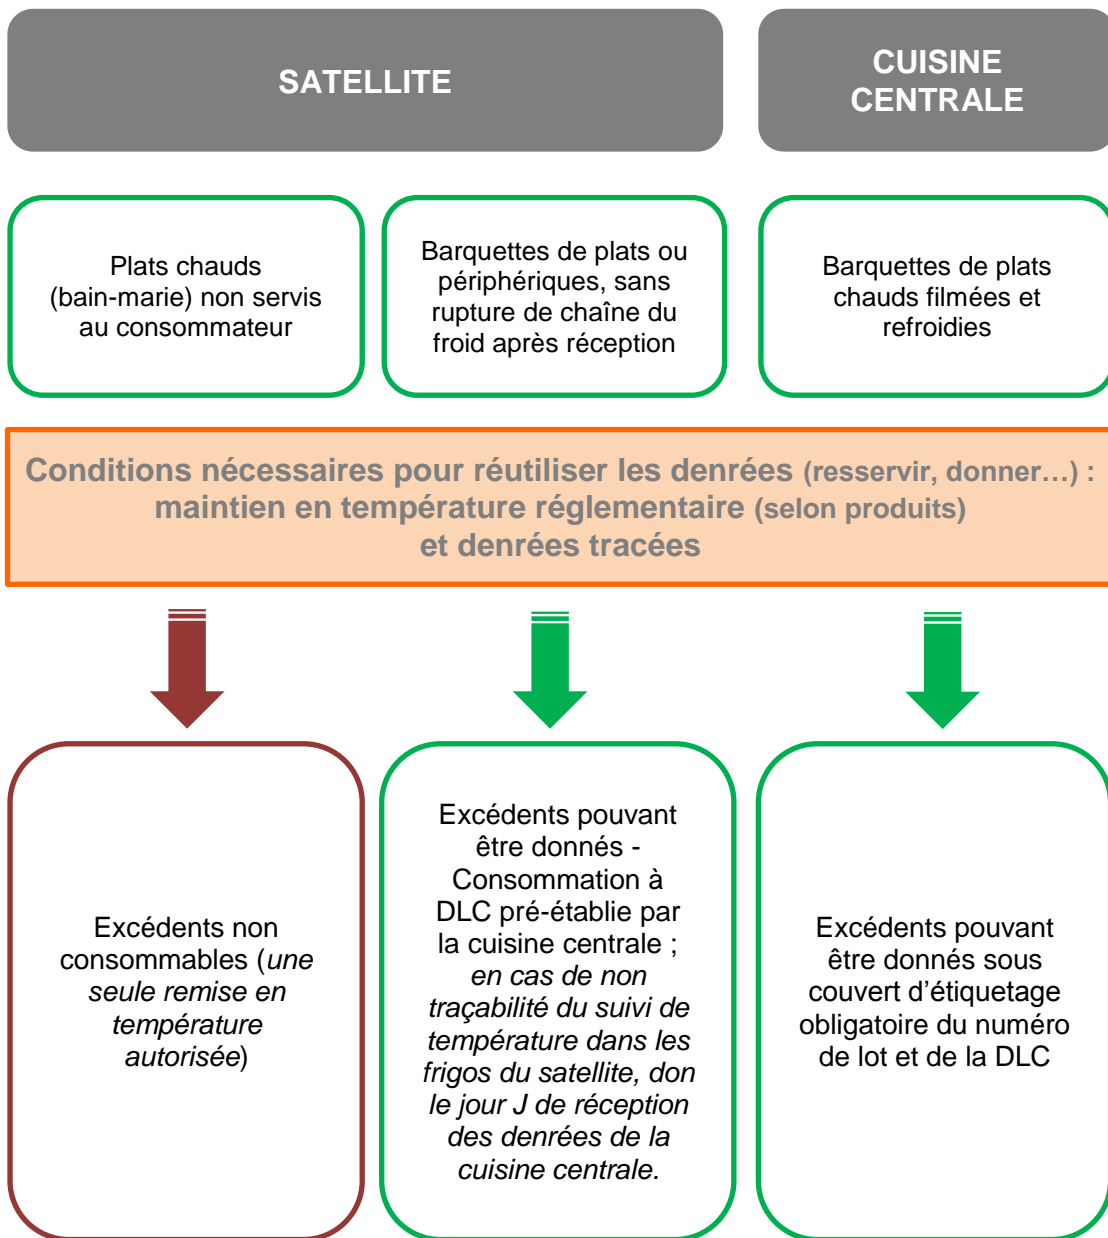 SATELLITE
CUISINE
CENTRALE
Plats chauds
(bain-marie) non servis
au consommateur
Barquettes de plats ou
périphériques, sans
rupture de chaîne du
froid après réception
Barquettes de plats
chauds filmées et
refroidies
Conditions nécessaires pour réutiliser les denrées (resservir, donner…) :
maintien en température réglementaire (selon produits)
et denrées tracées
Excédents non
consommables (une
seule remise en
température
autorisée)
Excédents pouvant
être donnés -
Consommation à
DLC pré-établie par
la cuisine centrale ;
en cas de non
traçabilité du suivi de
température dans les
frigos du satellite, don
le jour J de réception
des denrées de la
cuisine centrale.
Excédents pouvant
être donnés sous
couvert d’étiquetage
obligatoire du numéro
de lot et de la DLC